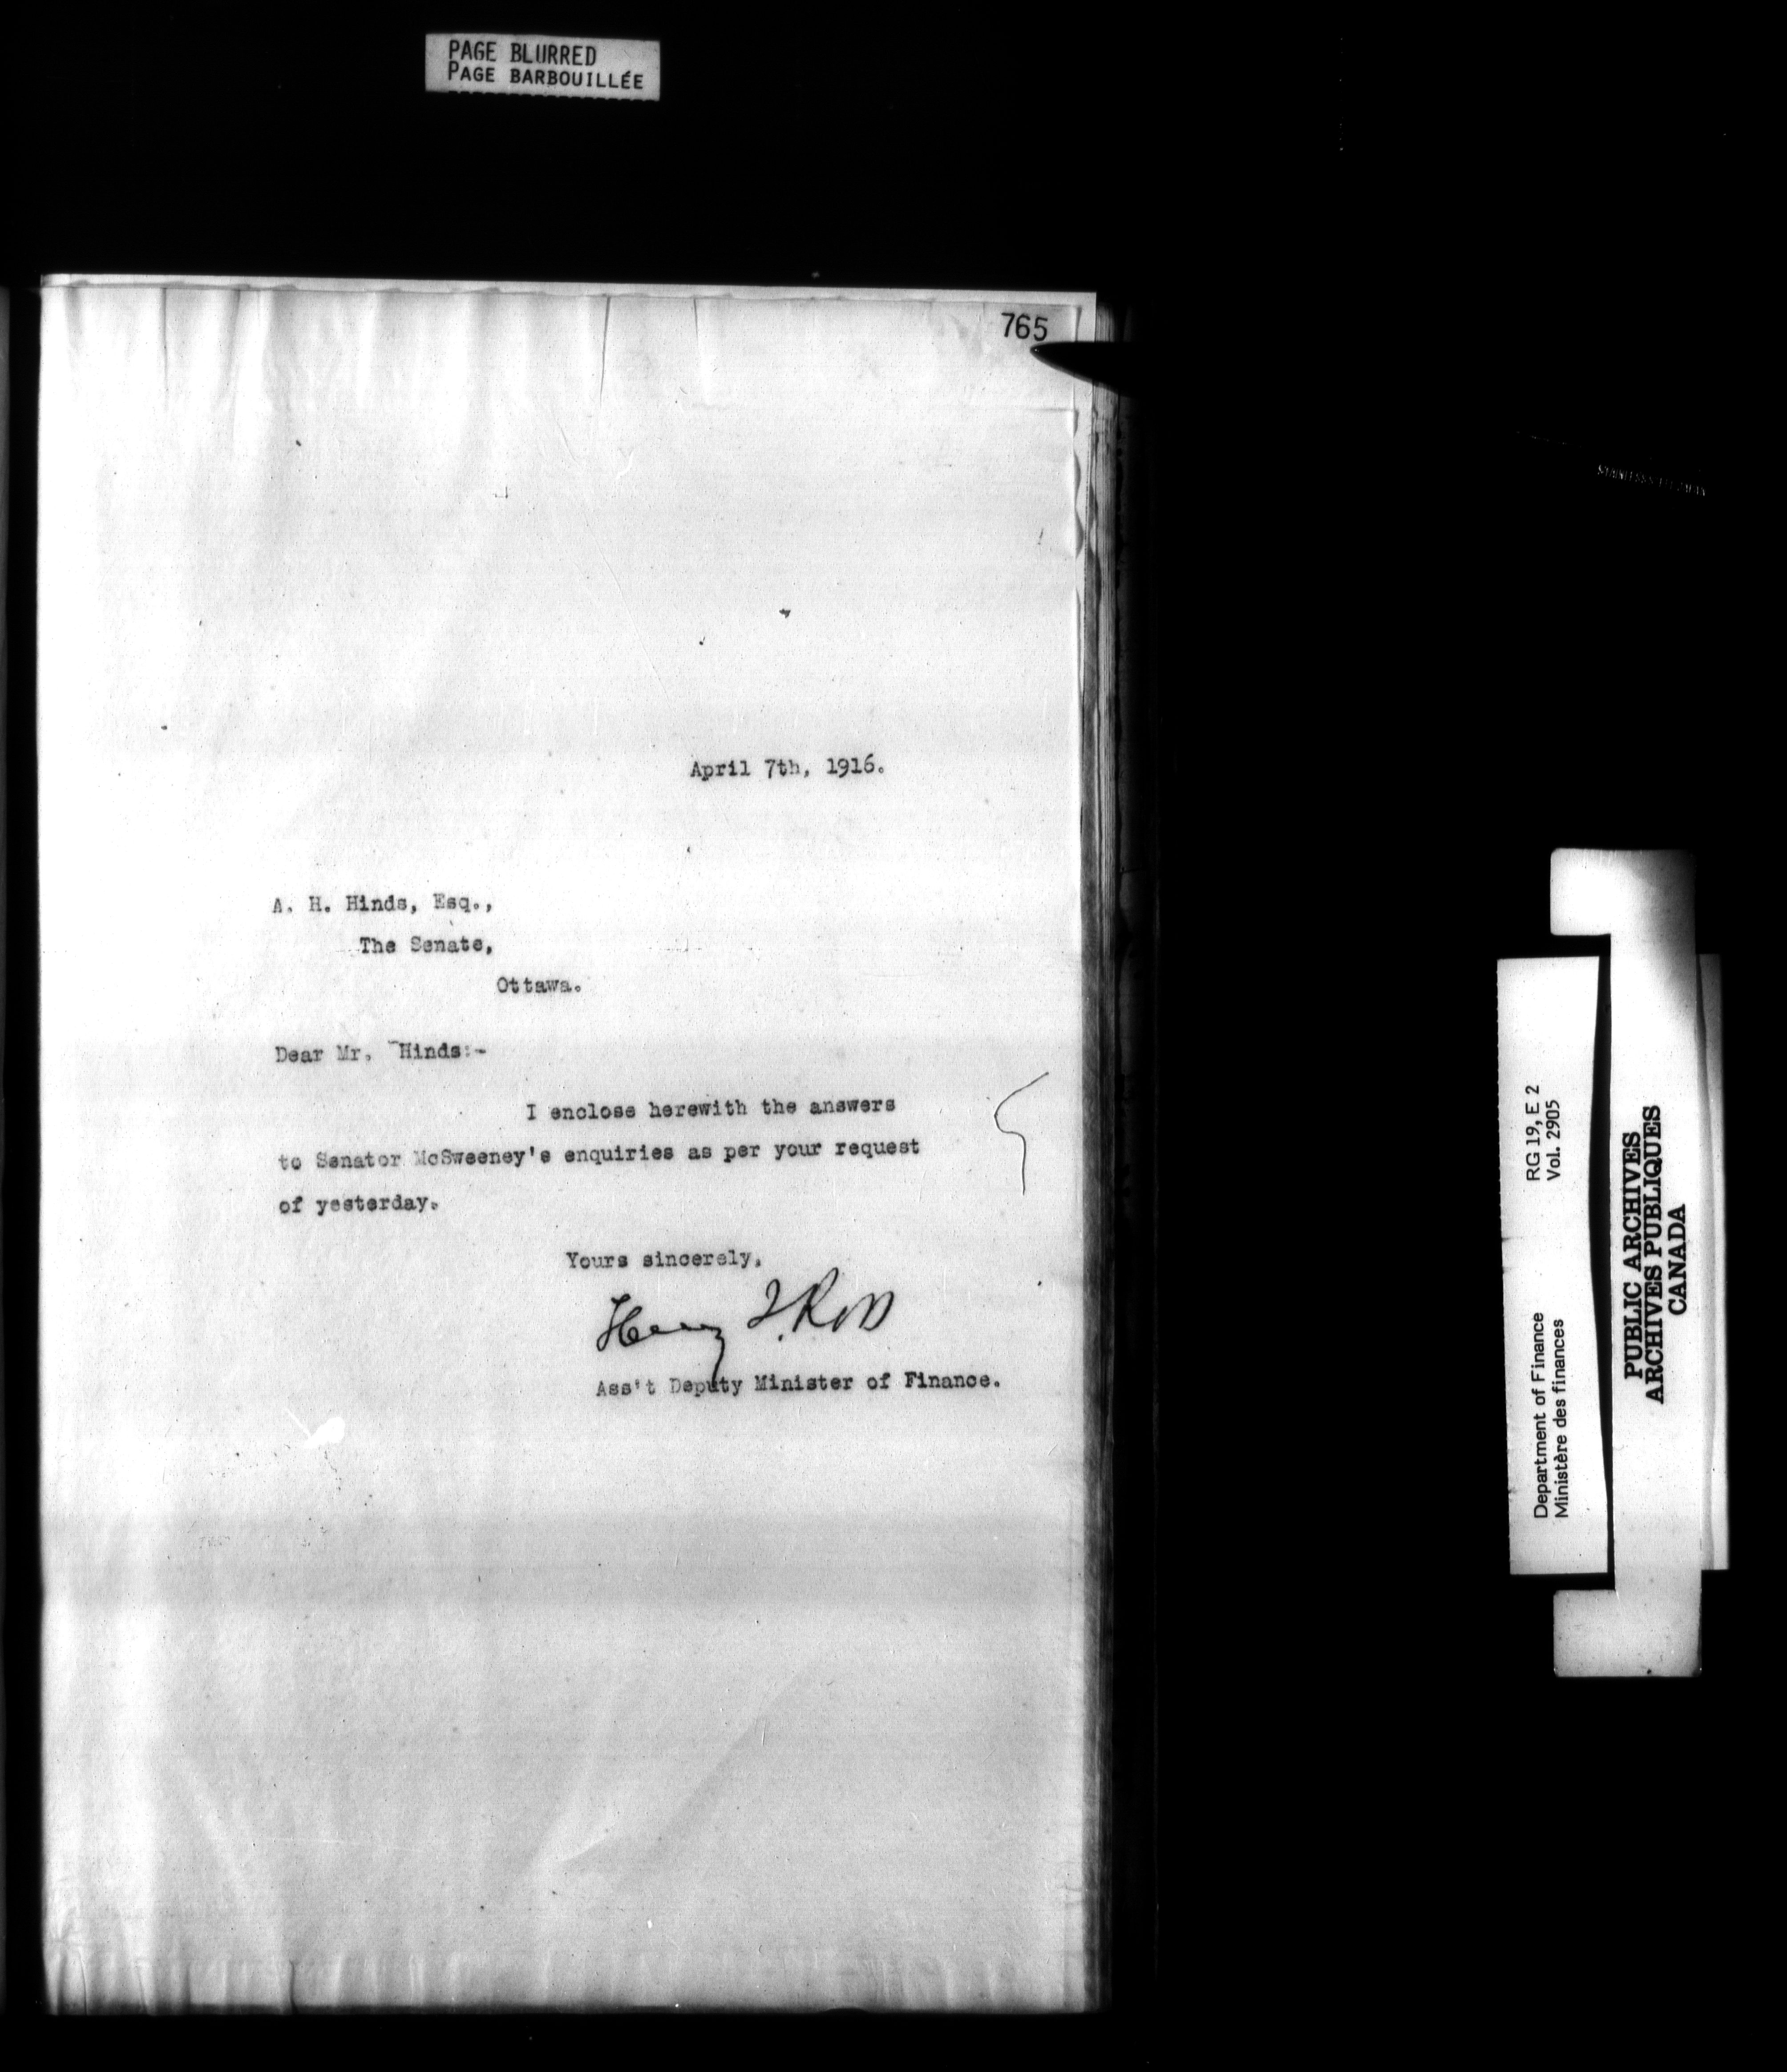 PAGE BLURRED
PAGE BARBOUILLÉE
765
April 7th, 1916.
A. H. Hinds, Esq.,
The Senate,
Ottawa.
Dear Mr. Hinds:-
I enclose herewith the answers
to Senator McSweeney's enquiries as per your request
of yesterday.
Yours sincerely,
Henry T. Ross
Ass't Deputy Minister of Finance.
Department of Finance RG 19, E 2
Ministère des finances Vol. 2905
PUBLIC ARCHIVES
ARCHIVES PUBLIQUES
CANADA